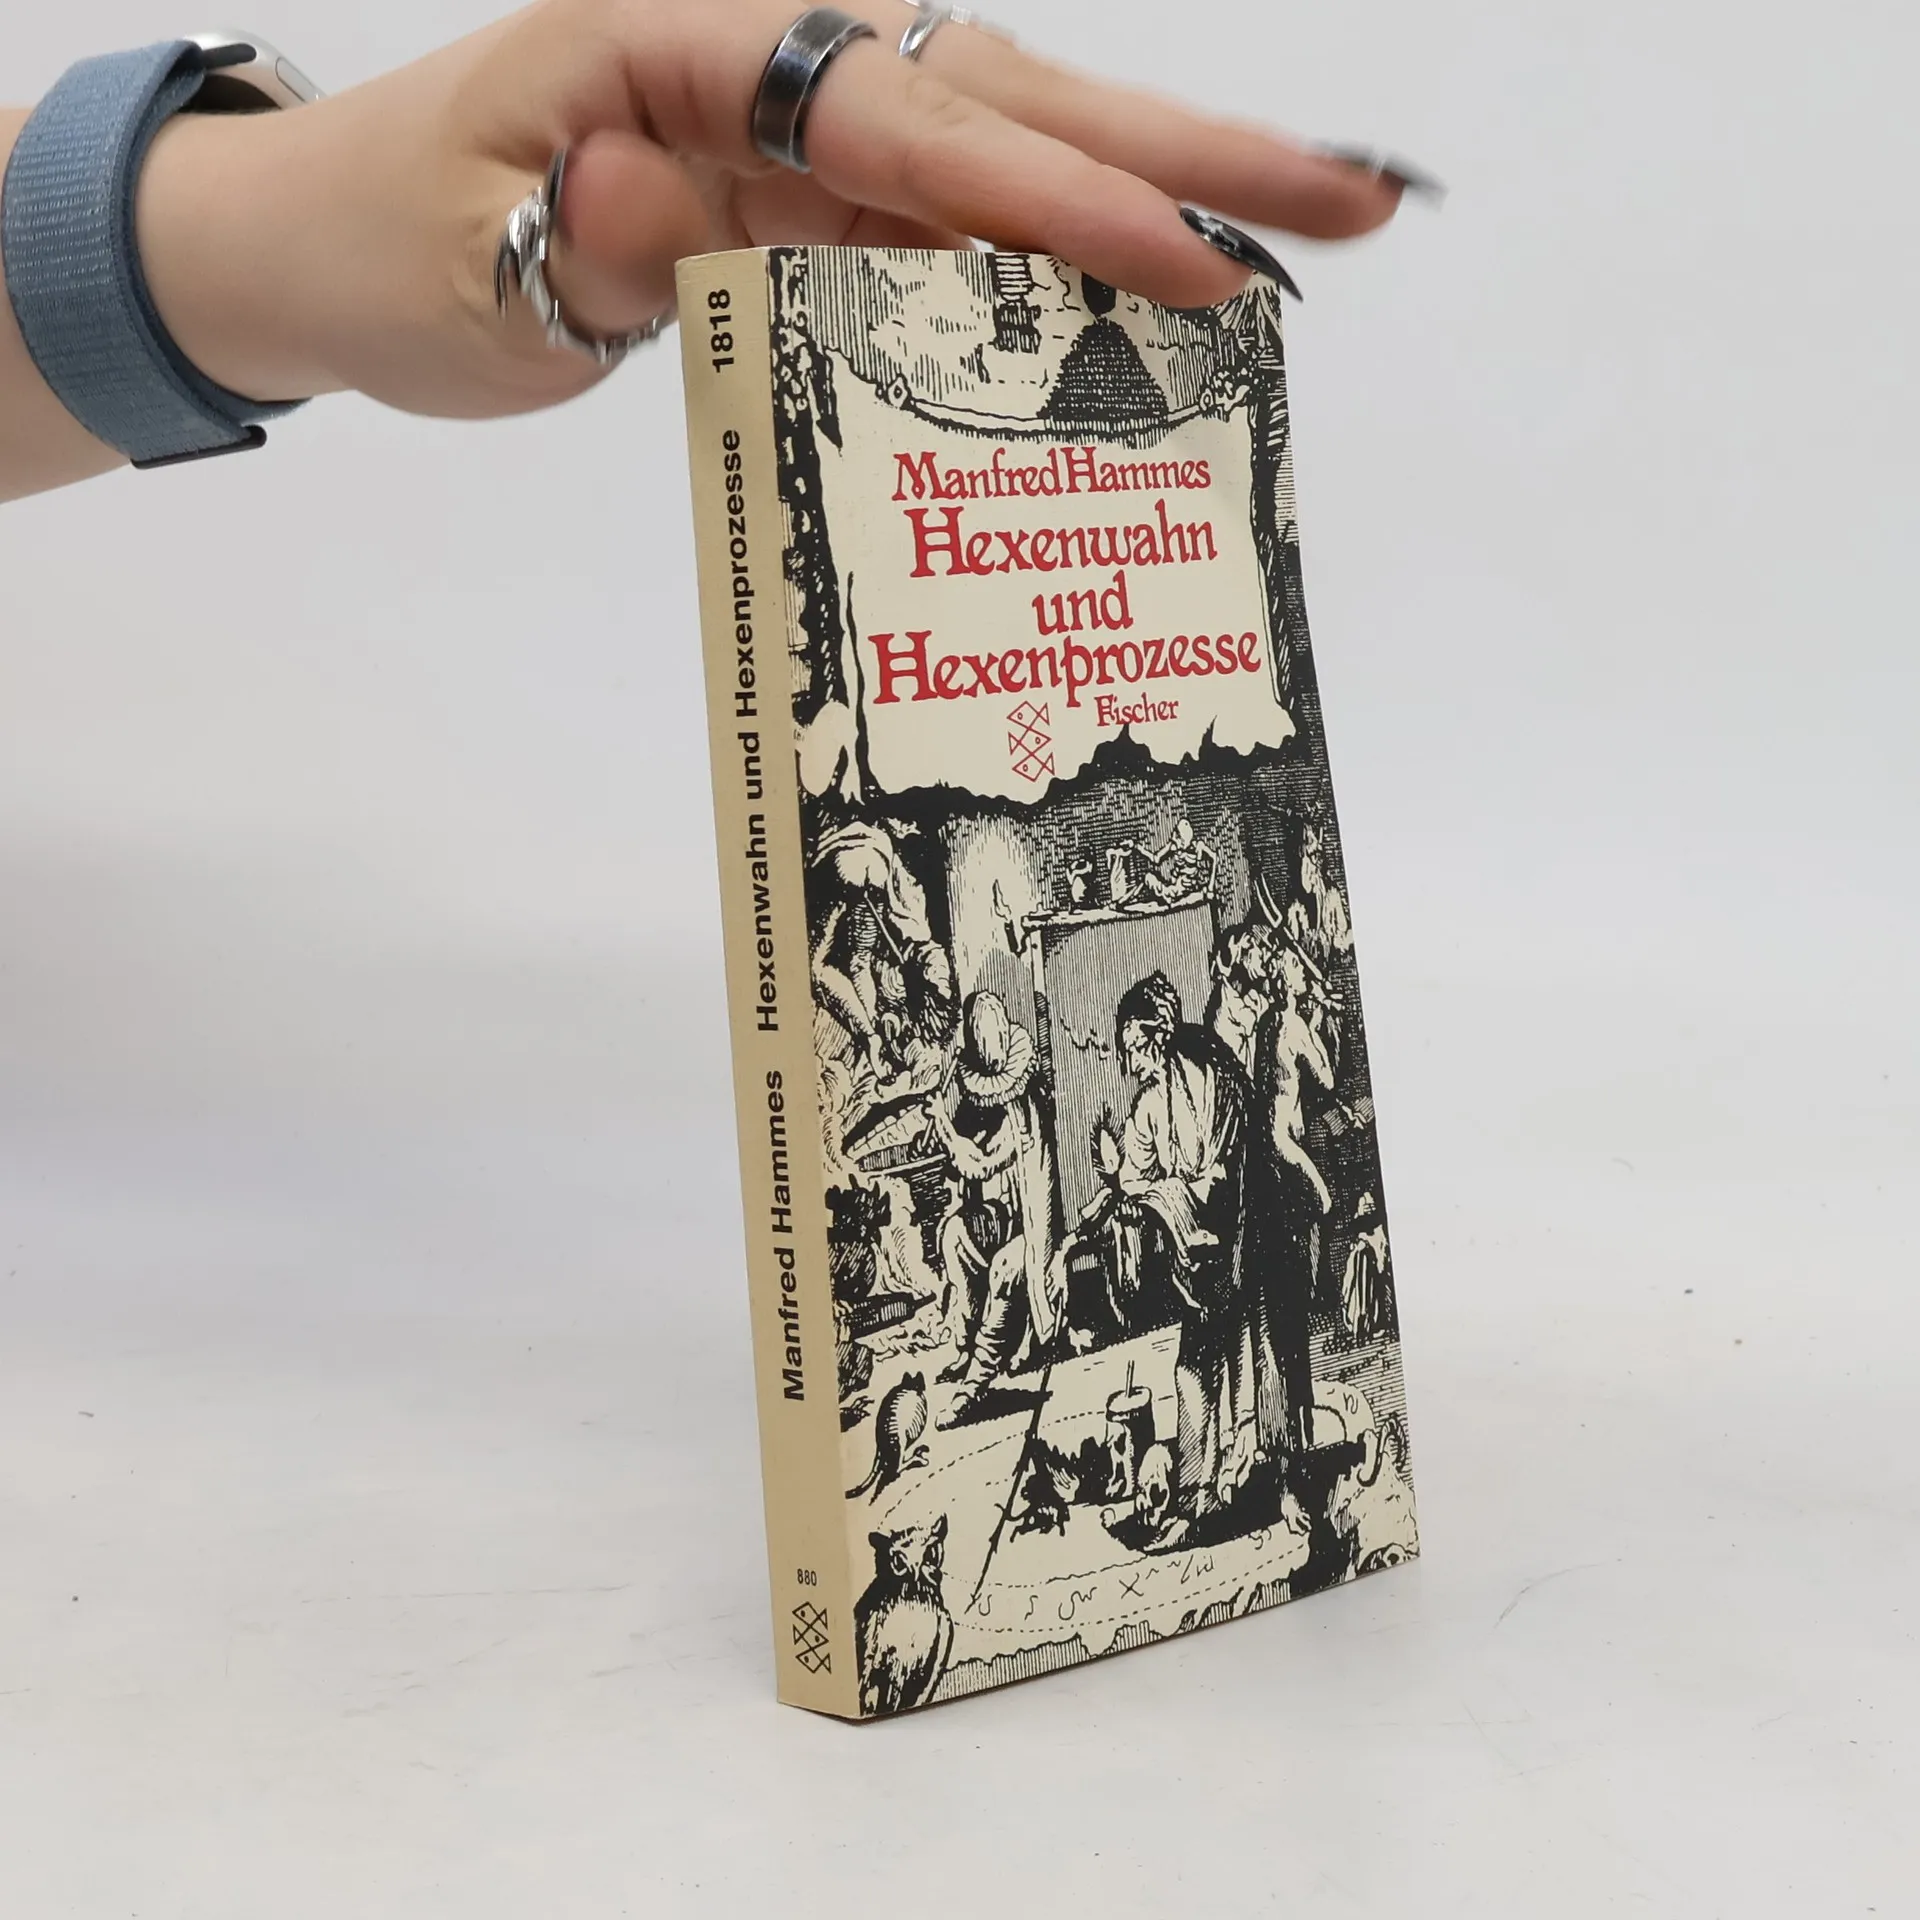 Manfred Hammes
Hexenwahn
und
Hexenprozesse
Fischer
Manfred Hammes Hexenwahn und Hexenprozesse 1818
880